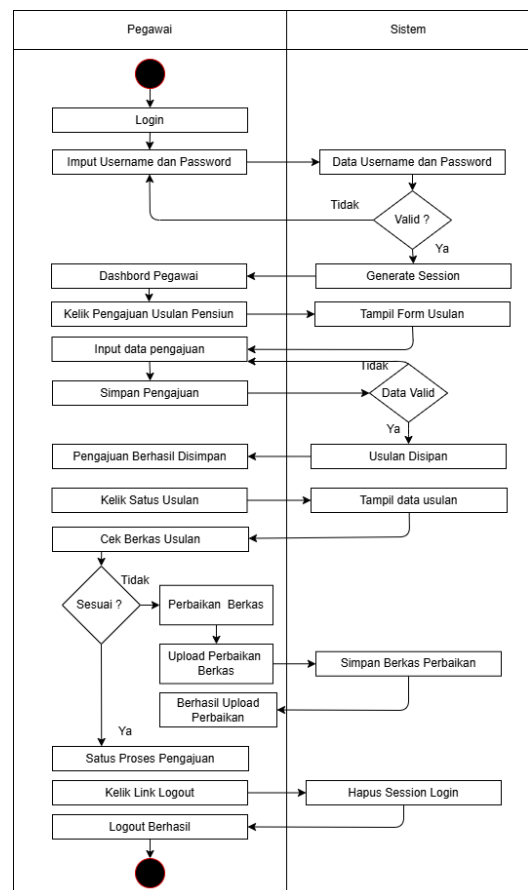 Pegawai
Sistem
Login
Imput Username dan Password
Data Username dan Password
Tidak
Valid ?
Ya
Dashbord Pegawai
Generate Session
Kelik Pengajuan Usulan Pensiun
Tampil Form Usulan
Input data pengajuan
Tidak
Simpan Pengajuan
Data Valid
Ya
Pengajuan Berhasil Disimpan
Usulan Disipan
Kelik Satus Usulan
Tampil data usulan
Cek Berkas Usulan
Tidak
Sesuai ?
Perbaikan Berkas
Upload Perbaikan
Berkas
Simpan Berkas Perbaikan
Berhasil Upload
Perbaikan
Ya
Satus Proses Pengajuan
Kelik Link Logout
Hapus Session Login
Logout Berhasil